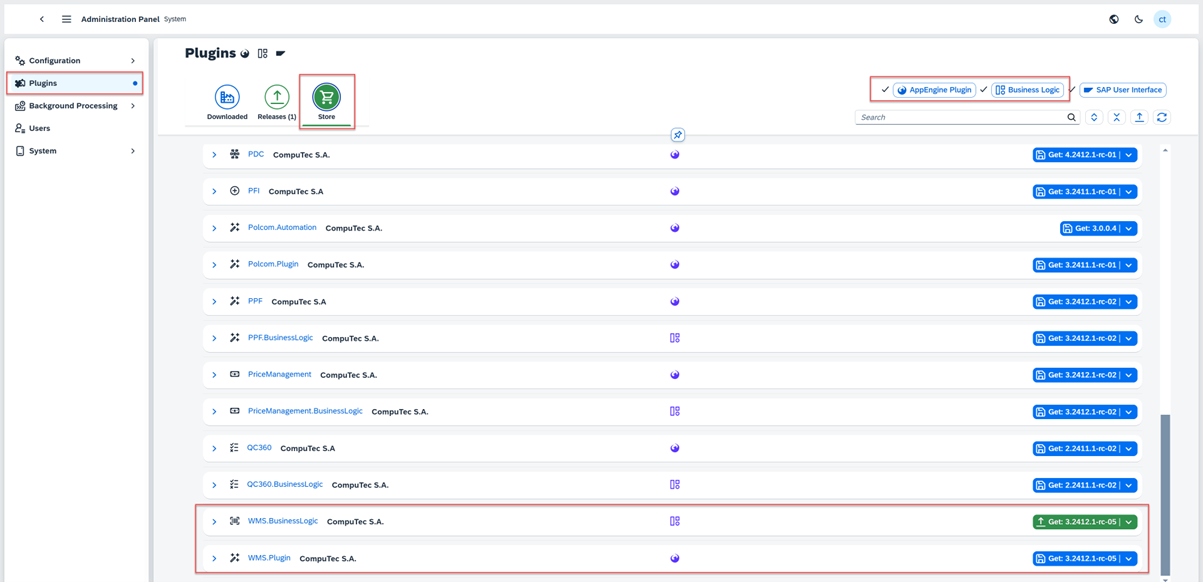 Administration Panel System
ct
Configuration
Plugins
Background Processing
Users
System
Plugins
Downloaded
Releases (1)
Store
AppEngine Plugin
Business Logic
SAP User Interface
Search
PDC CompuTec S.A. Get: 4.2412.1-rc-01 |
PFI CompuTec S.A Get: 3.2411.1-rc-01 |
Polcom.Automation CompuTec S.A. Get: 3.0.0.4 |
Polcom.Plugin CompuTec S.A. Get: 3.2411.1-rc-01 |
PPF CompuTec S.A Get: 3.2412.1-rc-02 |
PPF.BusinessLogic CompuTec S.A. Get: 3.2412.1-rc-02 |
PriceManagement CompuTec S.A. Get: 3.2412.1-rc-02 |
PriceManagement.BusinessLogic CompuTec S.A. Get: 3.2412.1-rc-02 |
QC360 CompuTec S.A Get: 2.2411.1-rc-02 |
QC360.BusinessLogic CompuTec S.A. Get: 2.2411.1-rc-02 |
WMS.BusinessLogic CompuTec S.A. Get: 3.2412.1-rc-05 |
WMS.Plugin CompuTec S.A. Get: 3.2412.1-rc-05 |